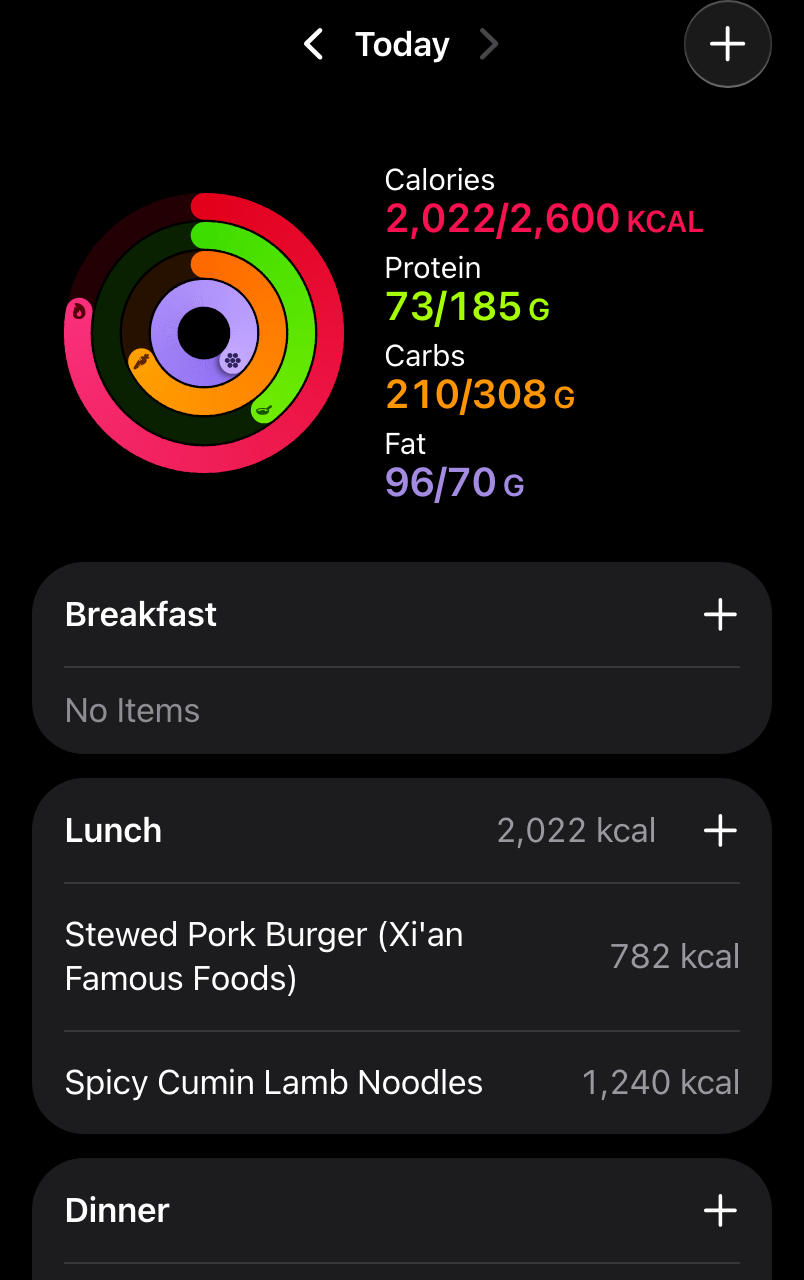 Today
Calories
2,022/2,600 KCAL
Protein
73/185 G
Carbs
210/308 G
Fat
96/70 G
Breakfast
No Items
Lunch 2,022 kcal
Stewed Pork Burger (Xi'an
Famous Foods) 782 kcal
Spicy Cumin Lamb Noodles 1,240 kcal
Dinner